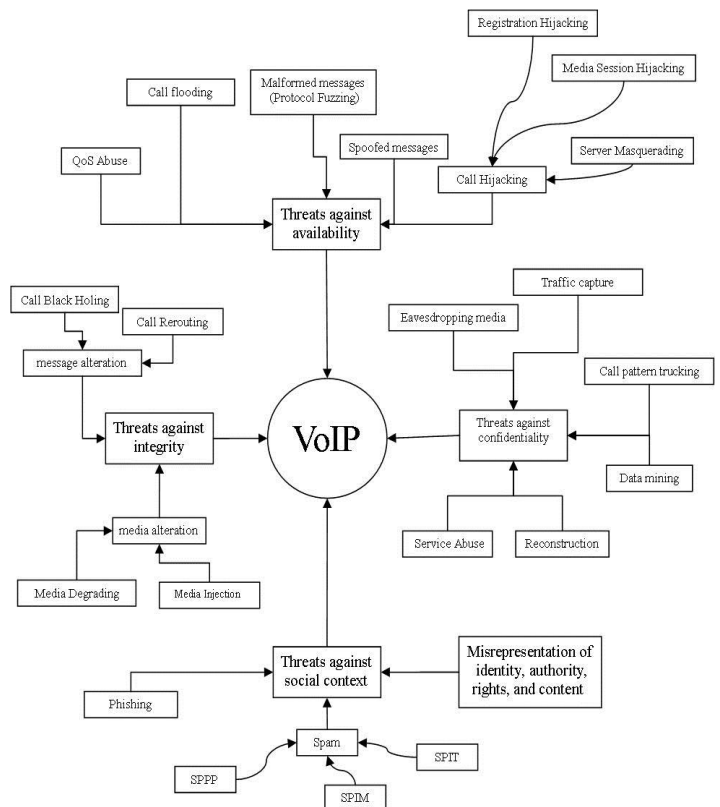 Registration Hijacking
Media Session Hijacking
Malformed messages
(Protocol Fuzzing)
Call flooding
Spoofed messages
Server Masquerading
QoS Abuse
Call Hijacking
Threats against
availability
Traffic capture
Call Black Holing
Call Rerouting
Eavesdropping media
message alteration
Call pattern trucking
Threats against
integrity
VoIP
Threats against
confidentiality
Data mining
media alteration
Service Abuse
Reconstruction
Media Degrading
Media Injection
Threats against
social context
Misrepresentation of
identity, authority,
rights, and content
Phishing
Spam
SPIT
SPPP
SPIM